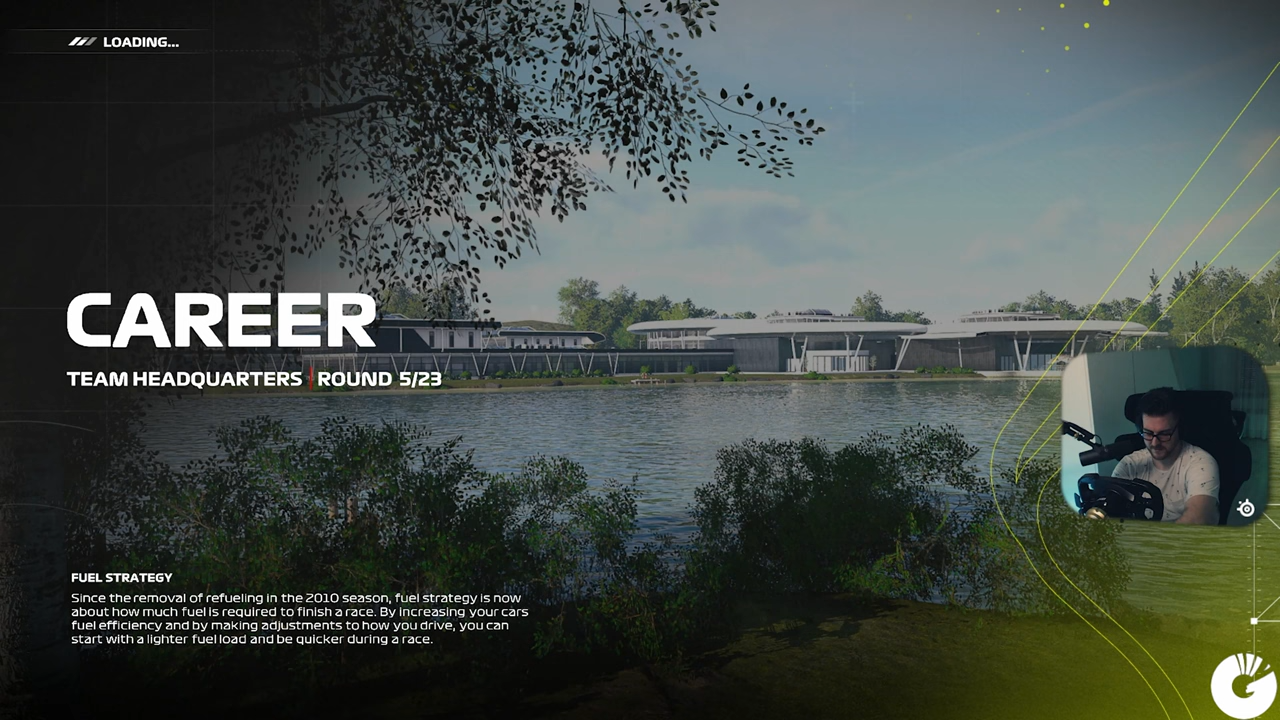 LOADING...
CAREER
TEAM HEADQUARTERS | ROUND 5/23
FUEL STRATEGY
Since the removal of refueling in the 2010 season, fuel strategy is now
about how much fuel is required to finish a race. By increasing your cars
fuel efficiency and by making adjustments to how you drive, you can
start with a lighter fuel load and be quicker during a race.